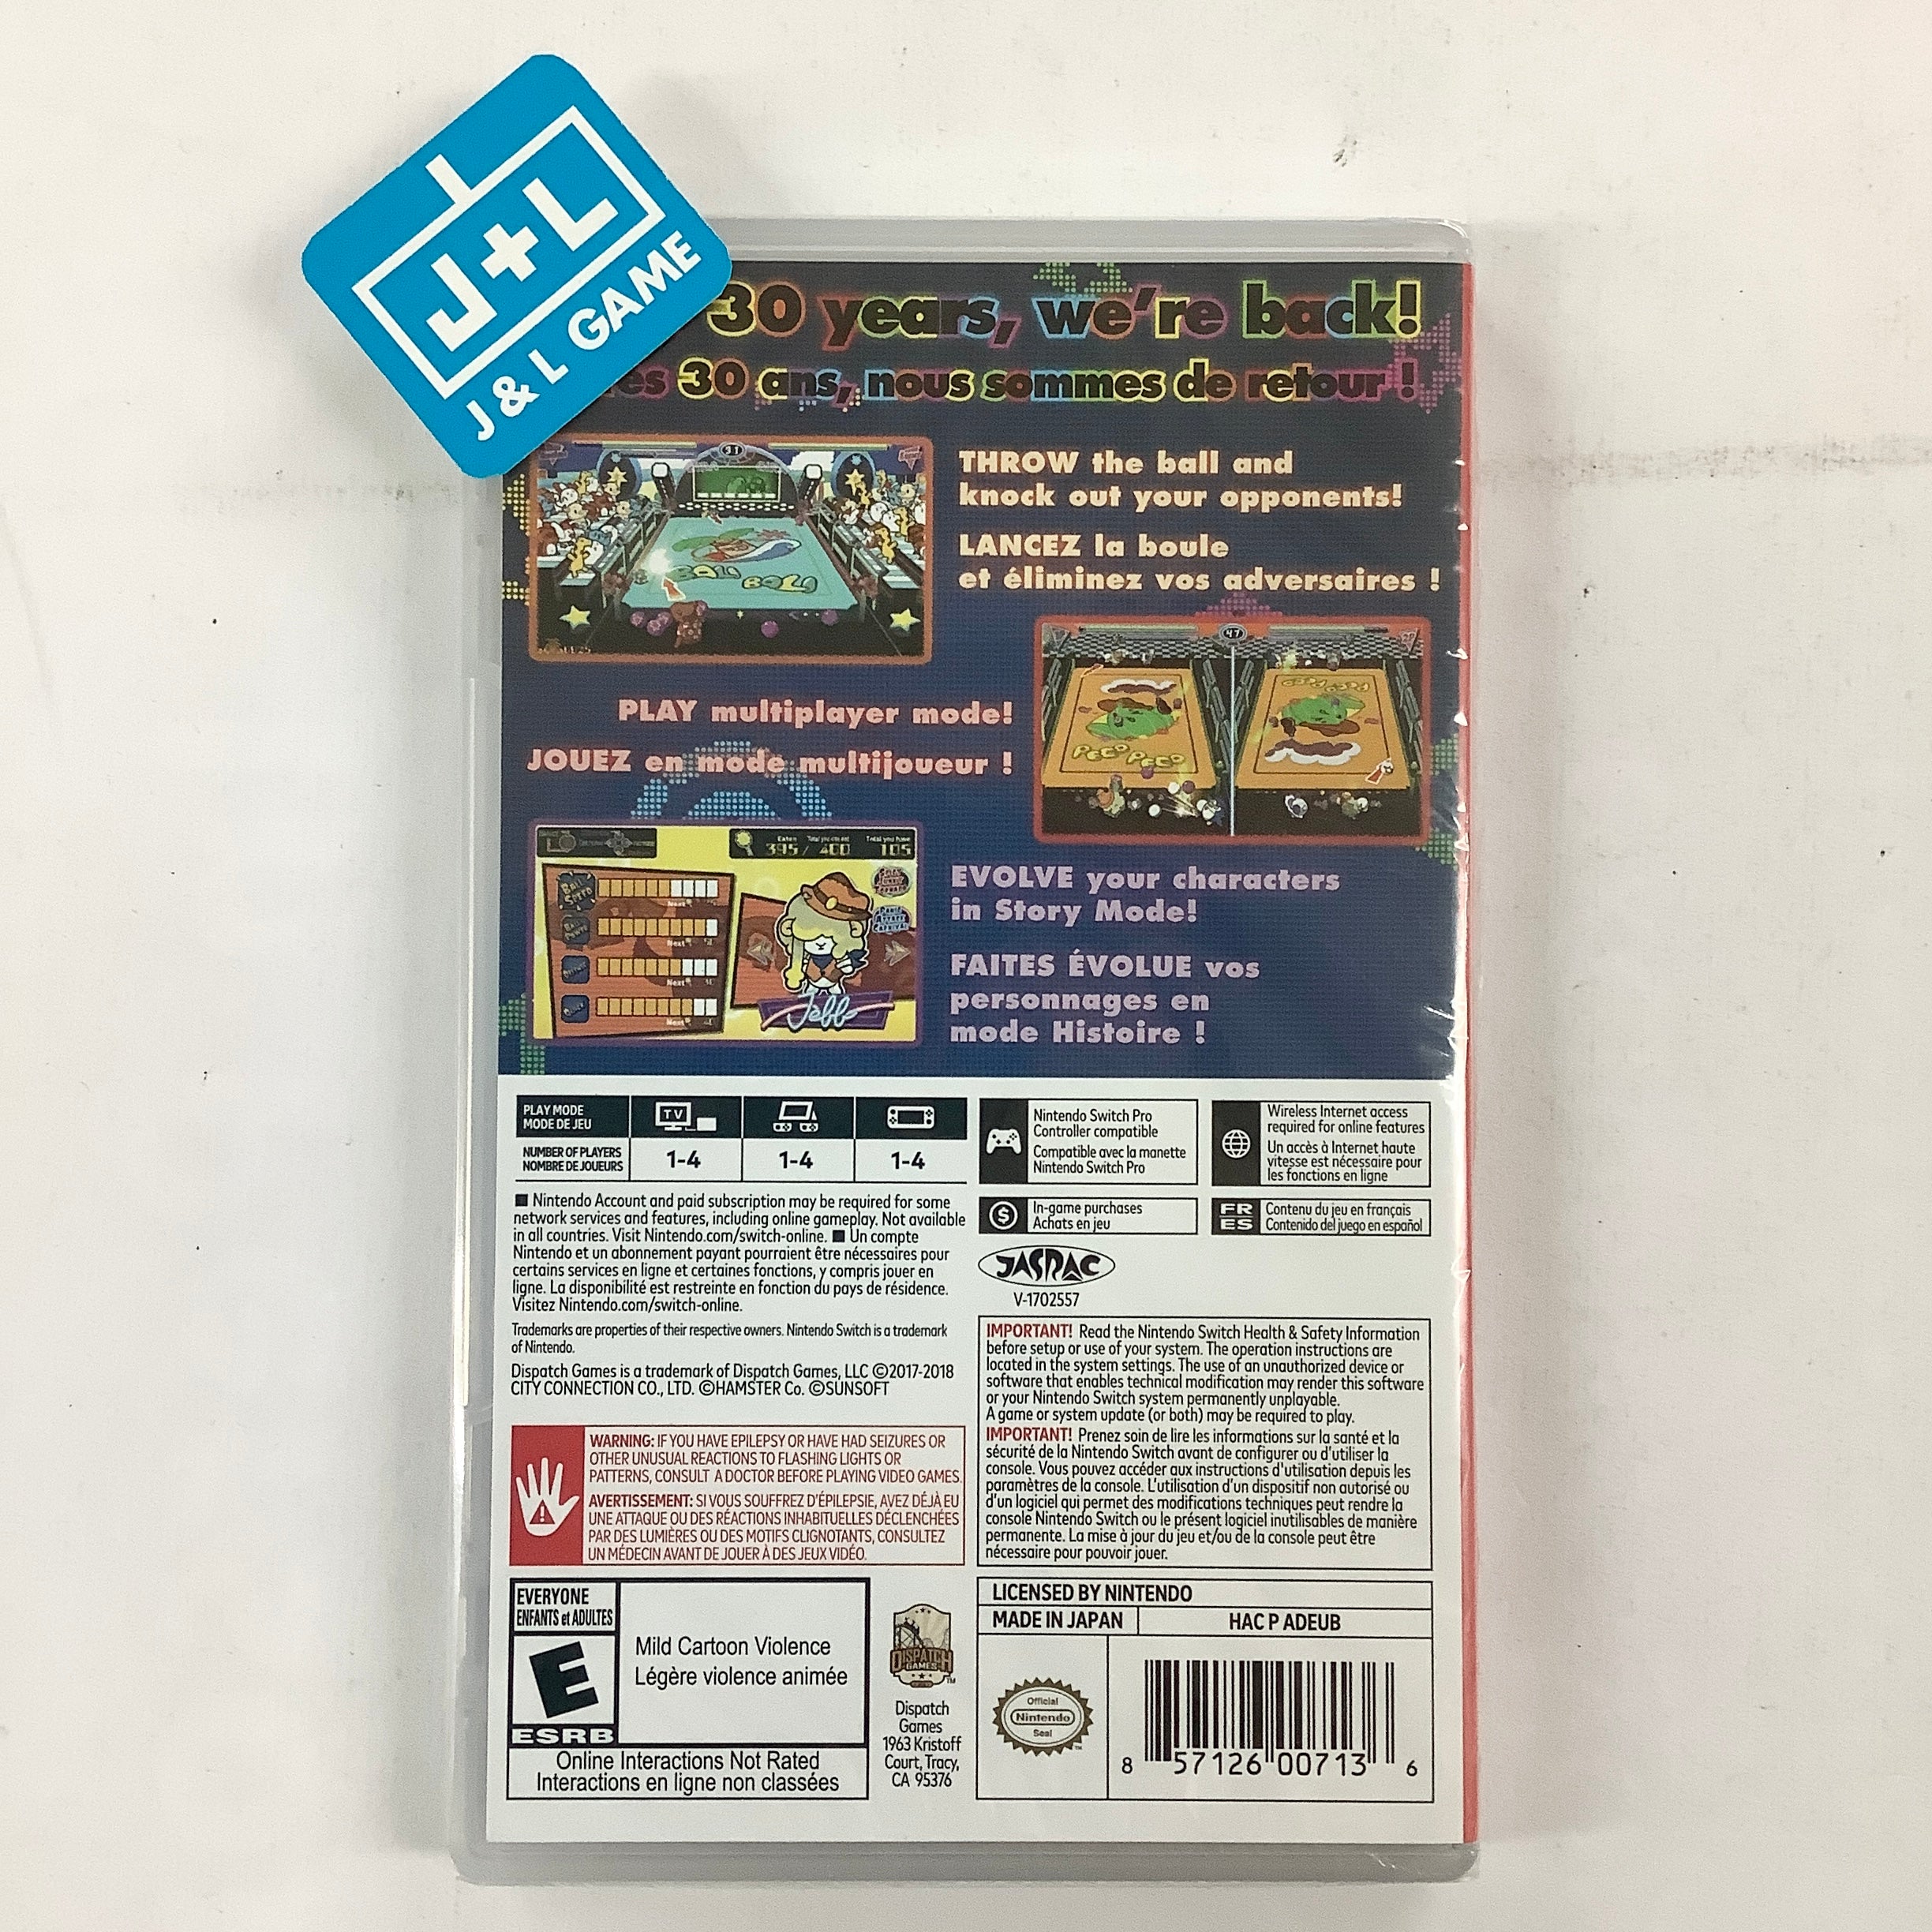 J+L
J & L GAME
30 years, we're back!
es 30 ans, nous sommes de retour !
THROW the ball and
knock out your opponents!
LANCEZ la boule
et éliminez vos adversaires !
BALI BOLI
PLAY multiplayer mode!
JOUEZ en mode multijoueur !
47
PECO PECO
395 / 400
105
Next
Next
Next
Next
Jeff
EVOLVE your characters
in Story Mode!
FAITES ÉVOLUE vos
personnages en
mode Histoire !
PLAY MODE
MODE DE JEU
TV
NUMBER OF PLAYERS
NOMBRE DE JOUEURS
1-4
1-4
1-4
Nintendo Switch Pro
Controller compatible
Compatible avec la manette
Nintendo Switch Pro
Wireless Internet access
required for online features
Un accès à Internet haute
vitesse est nécessaire pour
les fonctions en ligne
In-game purchases
Achats en jeu
FR
ES
Contenu du jeu en français
Contenido del juego en español
■ Nintendo Account and paid subscription may be required for some
network services and features, including online gameplay. Not available
in all countries. Visit Nintendo.com/switch-online. ■ Un compte
Nintendo et un abonnement payant pourraient être nécessaires pour
certains services en ligne et certaines fonctions, y compris jouer en
ligne. La disponibilité est restreinte en fonction du pays de résidence.
Visitez Nintendo.com/switch-online.
Trademarks are properties of their respective owners. Nintendo Switch is a trademark
of Nintendo.
Dispatch Games is a trademark of Dispatch Games, LLC ©2017-2018
CITY CONNECTION CO., LTD. ©HAMSTER Co. ©SUNSOFT
JASRAC
V-1702557
IMPORTANT! Read the Nintendo Switch Health & Safety Information
before setup or use of your system. The operation instructions are
located in the system settings. The use of an unauthorized device or
software that enables technical modification may render this software
or your Nintendo Switch system permanently unplayable.
A game or system update (or both) may be required to play.
IMPORTANT! Prenez soin de lire les informations sur la santé et la
sécurité de la Nintendo Switch avant de configurer ou d'utiliser la
console. Vous pouvez accéder aux instructions d'utilisation depuis les
paramètres de la console. L'utilisation d'un dispositif non autorisé ou
d'un logiciel qui permet des modifications techniques peut rendre la
console Nintendo Switch ou le présent logiciel inutilisables de manière
permanente. La mise à jour du jeu et/ou de la console peut être
nécessaire pour pouvoir jouer.
WARNING: IF YOU HAVE EPILEPSY OR HAVE HAD SEIZURES OR
OTHER UNUSUAL REACTIONS TO FLASHING LIGHTS OR
PATTERNS, CONSULT A DOCTOR BEFORE PLAYING VIDEO GAMES.
AVERTISSEMENT: SI VOUS SOUFFREZ D'ÉPILEPSIE, AVEZ DÉJÀ EU
UNE ATTAQUE OU DES RÉACTIONS INHABITUELLES DÉCLENCHÉES
PAR DES LUMIÈRES OU DES MOTIFS CLIGNOTANTS, CONSULTEZ
UN MÉDECIN AVANT DE JOUER À DES JEUX VIDÉO.
EVERYONE
ENFANTS et ADULTES
E
ESRB
Mild Cartoon Violence
Légère violence animée
Online Interactions Not Rated
Interactions en ligne non classées
DISPATCH
GAMES
TM
Dispatch
Games
1963 Kristoff
Court, Tracy,
CA 95376
LICENSED BY NINTENDO
MADE IN JAPAN
HAC P ADEUB
Official
Nintendo
Seal
8 57126 00713 6